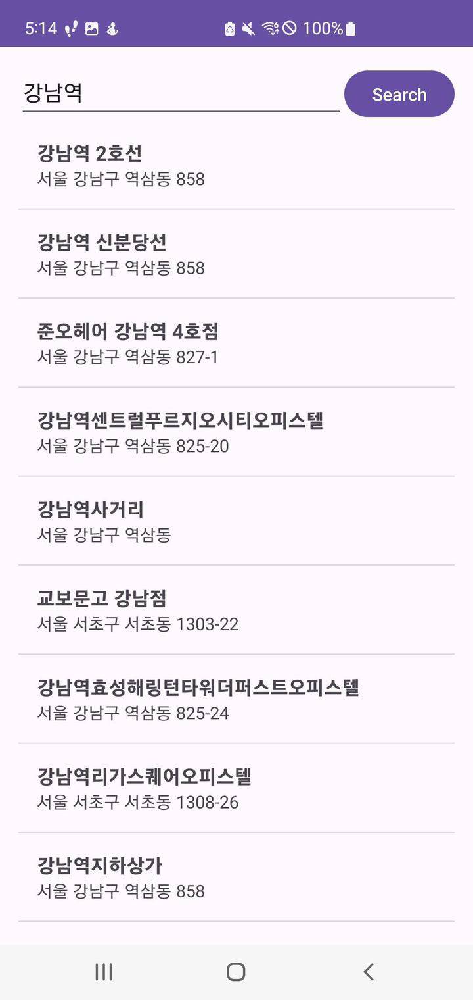 5:14 100%
강남역 Search
강남역 2호선
서울 강남구 역삼동 858
강남역 신분당선
서울 강남구 역삼동 858
준오헤어 강남역 4호점
서울 강남구 역삼동 827-1
강남역센트럴푸르지오시티오피스텔
서울 강남구 역삼동 825-20
강남역사거리
서울 강남구 역삼동
교보문고 강남점
서울 서초구 서초동 1303-22
강남역효성해링턴타워더퍼스트오피스텔
서울 강남구 역삼동 825-24
강남역리가스퀘어오피스텔
서울 서초구 서초동 1308-26
강남역지하상가
서울 강남구 역삼동 858